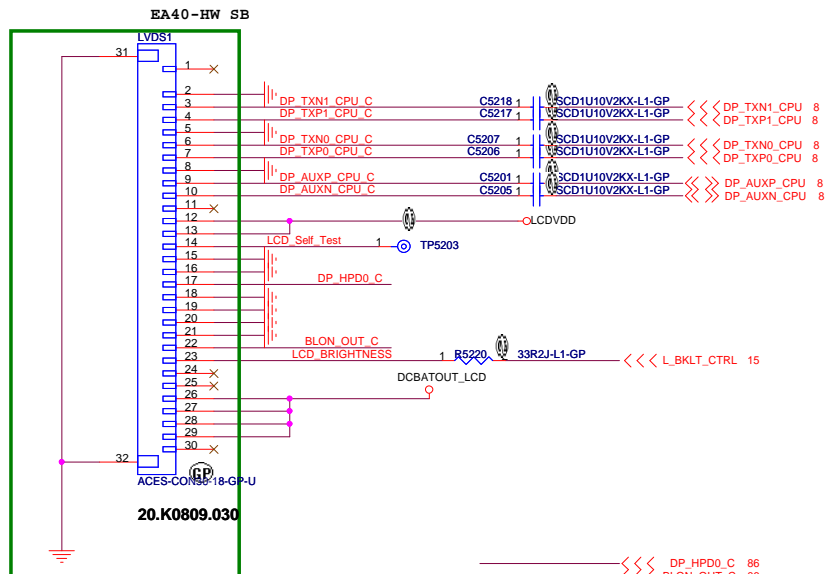 EA40-HW SB
LVDS1
31
1
2
3 DP_TXN1_CPU_C C5218 1 SCD1U10V2KX-L1-GP DP_TXN1_CPU 8
4 DP_TXP1_CPU_C C5217 1 SCD1U10V2KX-L1-GP DP_TXP1_CPU 8
5
6 DP_TXN0_CPU_C C5207 1 SCD1U10V2KX-L1-GP DP_TXN0_CPU 8
7 DP_TXP0_CPU_C C5206 1 SCD1U10V2KX-L1-GP DP_TXP0_CPU 8
8
9 DP_AUXP_CPU_C C5201 1 SCD1U10V2KX-L1-GP DP_AUXP_CPU 8
10 DP_AUXN_CPU_C C5205 1 SCD1U10V2KX-L1-GP DP_AUXN_CPU 8
11
12 LCDVDD
13
14 LCD_Self_Test 1 TP5203
15
16
17 DP_HPD0_C
18
19
20
21
22 BLON_OUT_C
23 LCD_BRIGHTNESS 1 R5220 33R2J-L1-GP L_BKLT_CTRL 15
24
25 DCBATOUT_LCD
26
27
28
29
30
32
GP
ACES-CON30-18-GP-U
20.K0809.030
DP_HPD0_C 86